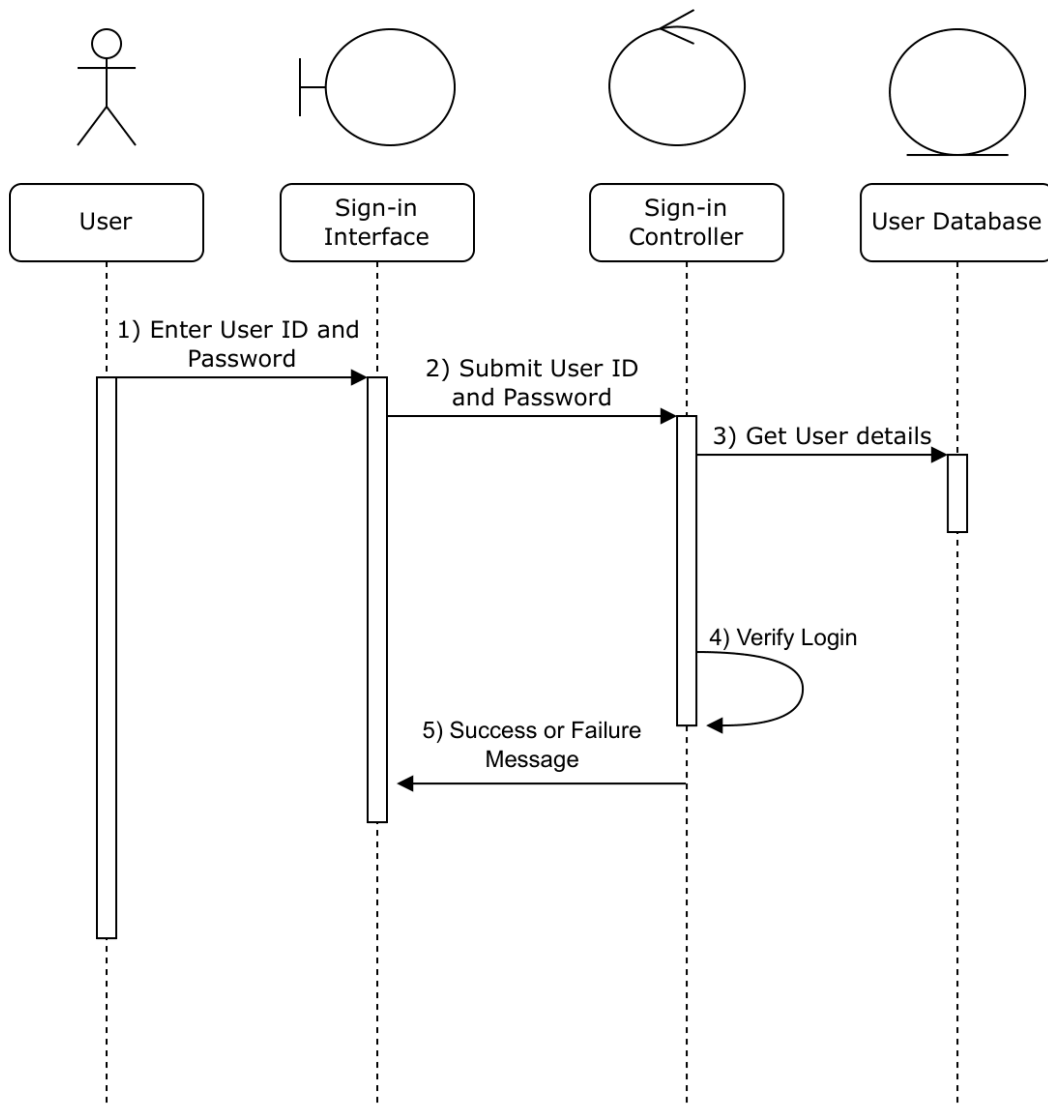 User
Sign-in
Interface
Sign-in
Controller
User Database
1) Enter User ID and
Password
2) Submit User ID
and Password
3) Get User details
4) Verify Login
5) Success or Failure
Message